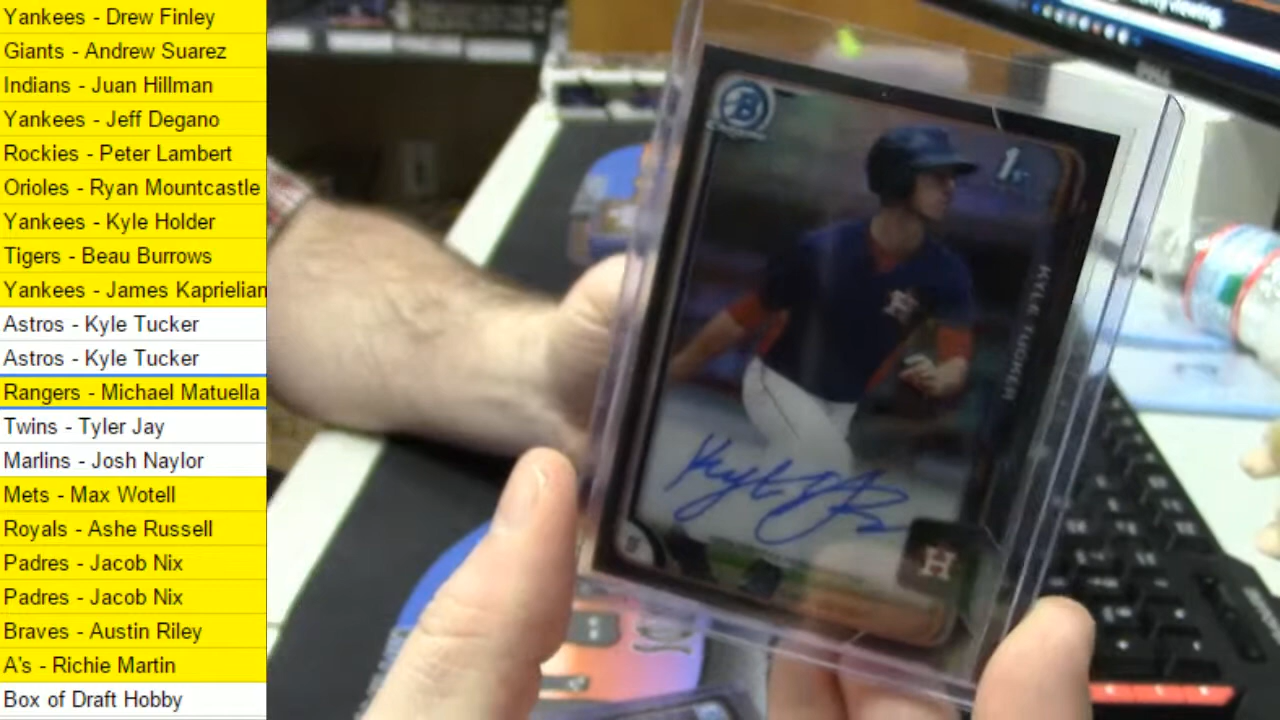 Yankees - Drew Finley
Giants - Andrew Suarez
Indians - Juan Hillman
Yankees - Jeff Degano
Rockies - Peter Lambert
Orioles - Ryan Mountcastle
Yankees - Kyle Holder
Tigers - Beau Burrows
Yankees - James Kaprielian
Astros - Kyle Tucker
Astros - Kyle Tucker
Rangers - Michael Matuella
Twins - Tyler Jay
Marlins - Josh Naylor
Mets - Max Wotell
Royals - Ashe Russell
Padres - Jacob Nix
Padres - Jacob Nix
Braves - Austin Riley
A's - Richie Martin
Box of Draft Hobby
B
1st
KYLE TUCKER
H
H